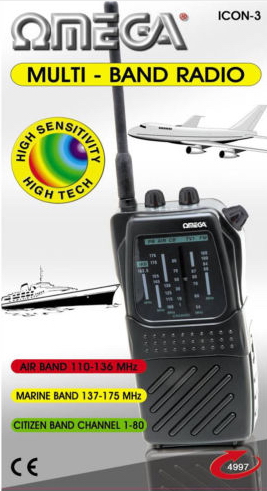 ΩMEGA
ICON-3
MULTI - BAND RADIO
HIGH SENSITIVITY
HIGH TECH
ΩMEGA
AIR BAND 110-136 MHz
MARINE BAND 137-175 MHz
CITIZEN BAND CHANNEL 1-80
CE
4997